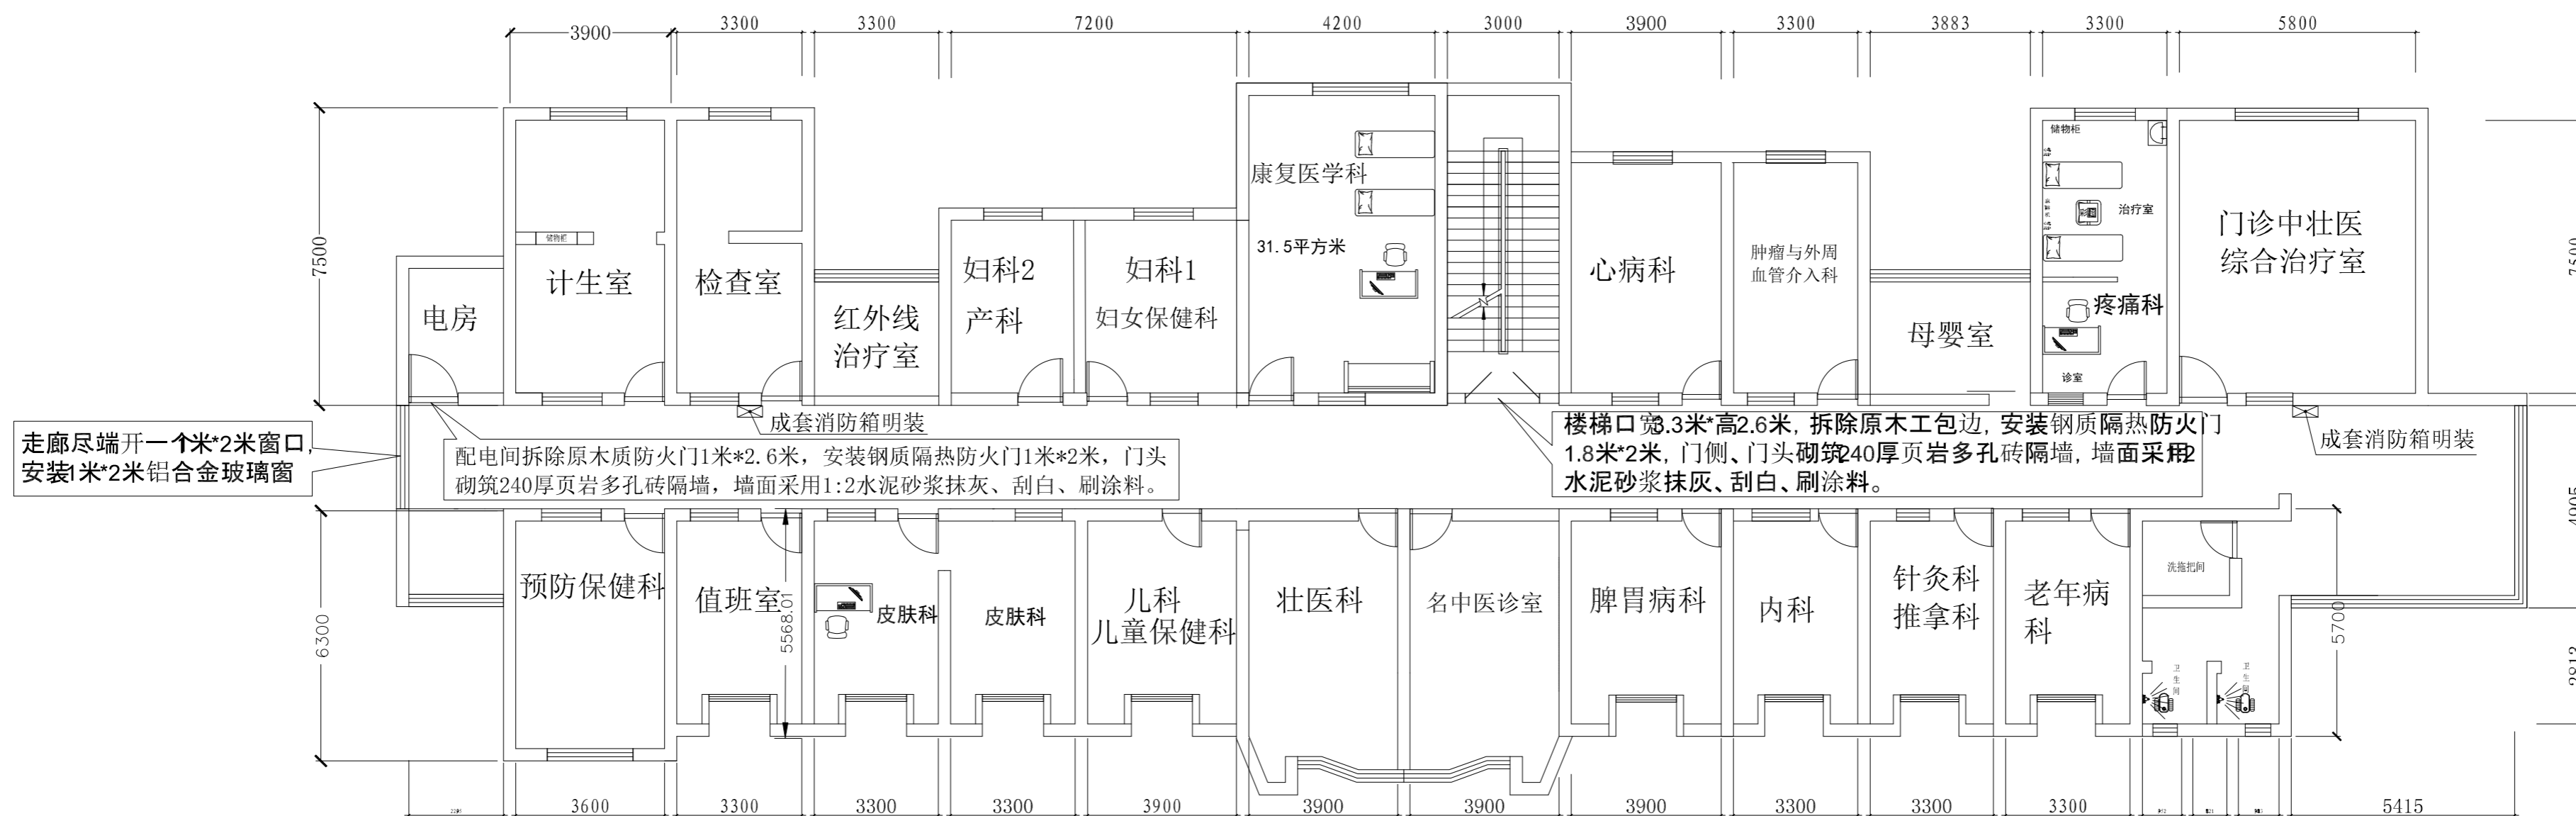 3900
3300
3300
7200
4200
3000
3900
3300
3883
3300
5800
7500
储物柜
康复医学科
31.5平方米
储物柜
治疗室
门诊中壮医
综合治疗室
7500
储物柜
计生室
检查室
妇科2
产科
妇科1
妇女保健科
心病科
肿瘤与外周
血管介入科
电房
红外线
治疗室
母婴室
疼痛科
诊室
成套消防箱明装
成套消防箱明装
走廊尽端开一个米*2米窗口,
安装1米*2米铝合金玻璃窗
配电间拆除原木质防火门1米*2.6米，安装钢质隔热防火门1米*2米，门头
砌筑240厚页岩多孔砖隔墙，墙面采用1:2水泥砂浆抹灰、刮白、刷涂料。
楼梯口宽3.3米*高2.6米, 拆除原木工包边, 安装钢质隔热防火门
1.8米*2米, 门侧、门头砌筑240厚页岩多孔砖隔墙, 墙面采用
水泥砂浆抹灰、刮白、刷涂料。
4905
6300
预防保健科
值班室
5568.01
皮肤科
皮肤科
儿科
儿童保健科
壮医科
名中医诊室
脾胃病科
内科
针灸科
推拿科
老年病
科
洗拖把间
卫生间
卫生间
5700
2813
3600
3300
3300
3300
3900
3900
3900
3900
3300
3300
3300
5415